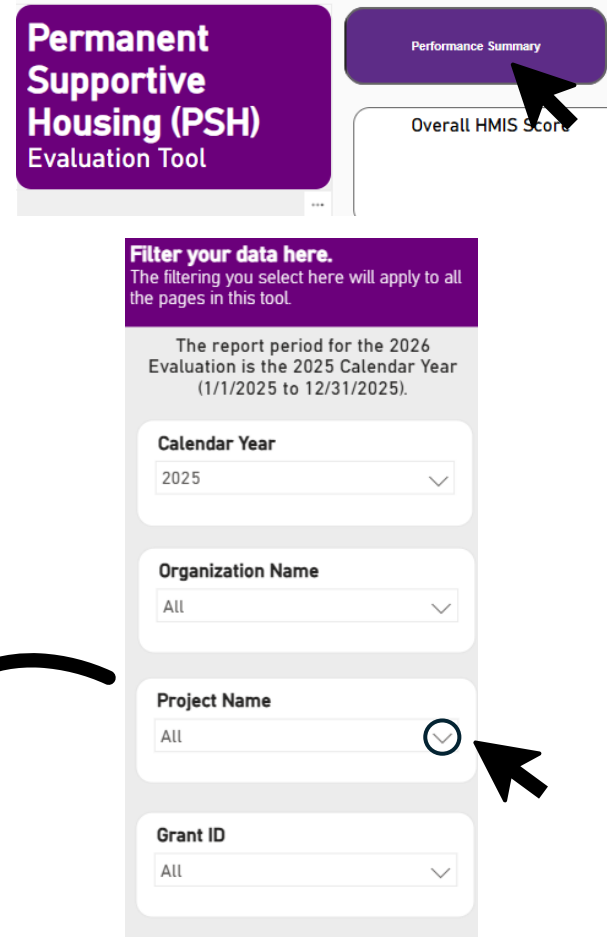 Permanent
Supportive
Housing (PSH)
Evaluation Tool
Performance Summary
Overall HMIS Score
Filter your data here.
The filtering you select here will apply to all
the pages in this tool.
The report period for the 2026
Evaluation is the 2025 Calendar Year
(1/1/2025 to 12/31/2025).
Calendar Year
2025
Organization Name
All
Project Name
All
Grant ID
All